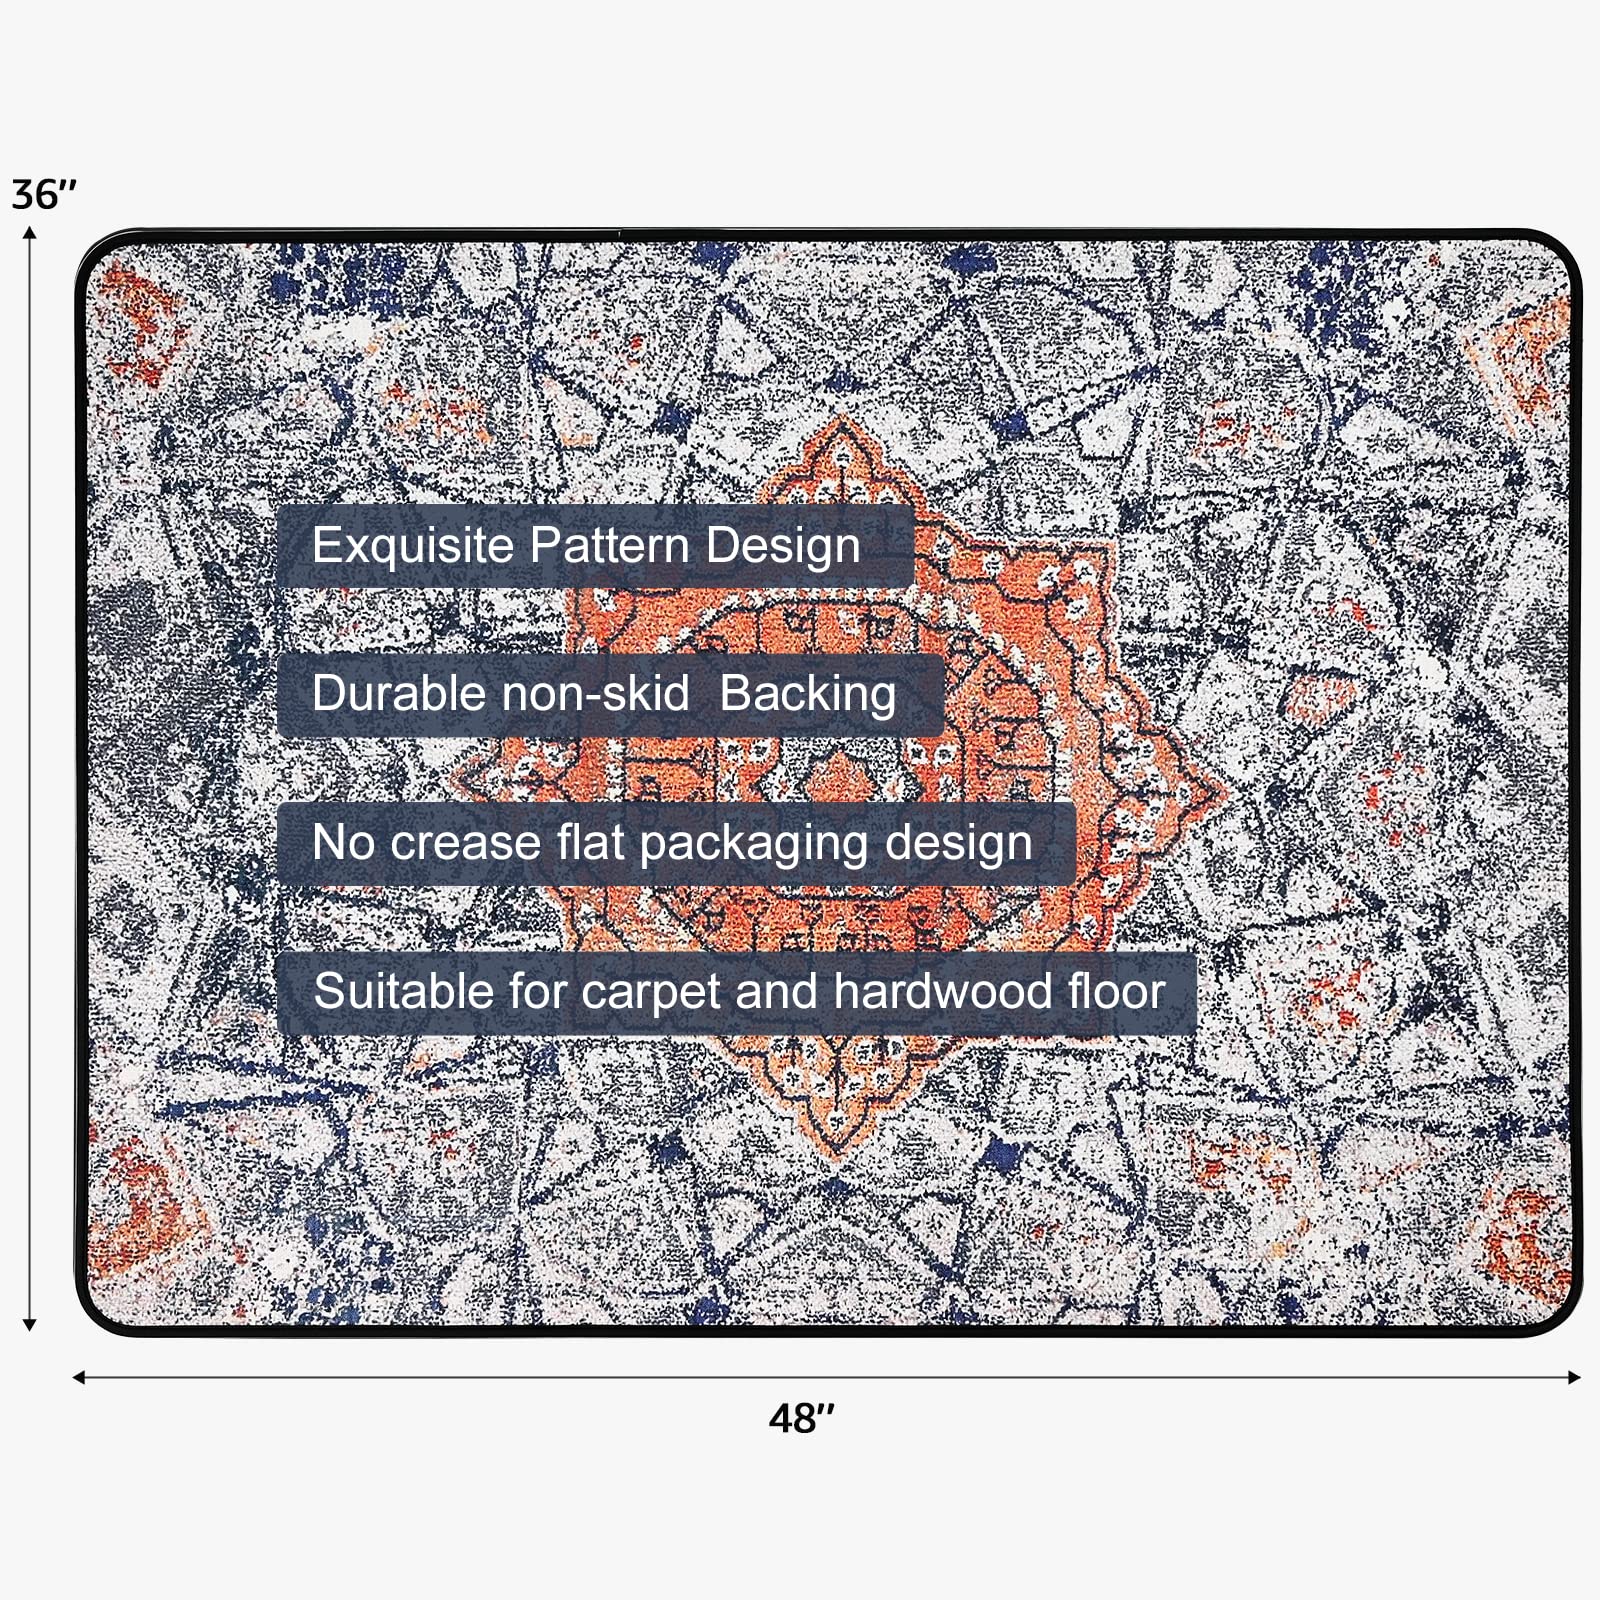 36″
Exquisite Pattern Design
Durable non-skid  Backing
No crease flat packaging design
Suitable for carpet and hardwood floor
48″